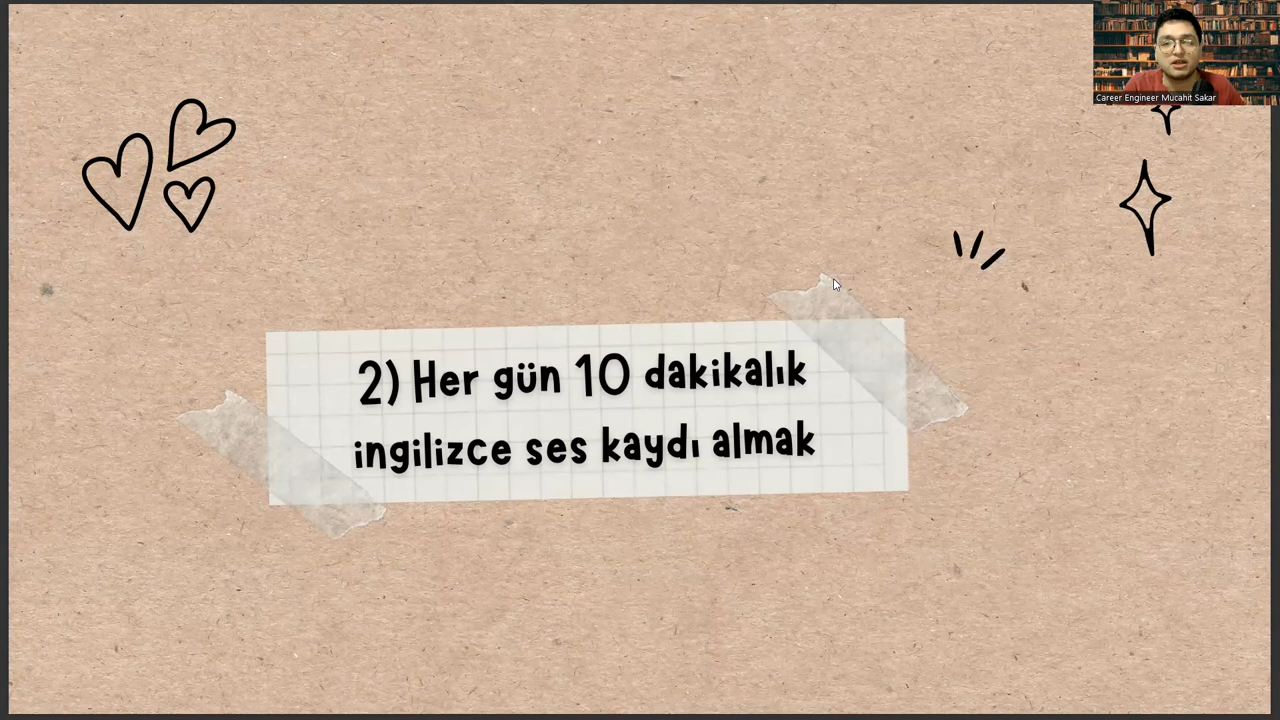 Career Engineer Mucahit Sakar
2) Her gün 10 dakikalık
ingilizce ses kaydı almak